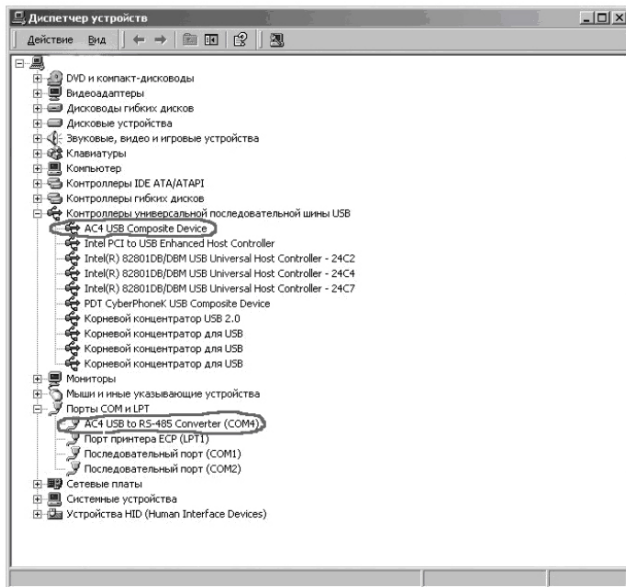 Диспетчер устройств
Действие Вид
DVD и компакт-дисководы
Видеоадаптеры
Дисководы гибких дисков
Дисковые устройства
Звуковые, видео и игровые устройства
Клавиатуры
Компьютер
Контроллеры IDE ATA/ATAPI
Контроллеры гибких дисков
Контроллеры универсальной последовательной шины USB
AC4 USB Composite Device
Intel PCI to USB Enhanced Host Controller
Intel(R) 82801DB/DBM USB Universal Host Controller - 24C2
Intel(R) 82801DB/DBM USB Universal Host Controller - 24C4
Intel(R) 82801DB/DBM USB Universal Host Controller - 24C7
PDT CyberPhoneK USB Composite Device
Корневой концентратор USB 2.0
Корневой концентратор для USB
Корневой концентратор для USB
Корневой концентратор для USB
Мониторы
Мыши и иные указывающие устройства
Порты COM и LPT
AC4 USB to RS-485 Converter (COM4)
Порт принтера ECP (LPT1)
Последовательный порт (COM1)
Последовательный порт (COM2)
Сетевые платы
Системные устройства
Устройства HID (Human Interface Devices)